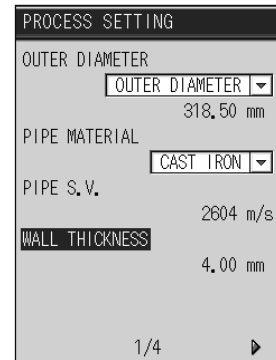 PROCESS SETTING
OUTER DIAMETER
OUTER DIAMETER
318.50 mm
PIPE MATERIAL
CAST IRON
PIPE S.V.
2604 m/s
WALL THICKNESS
4.00 mm
1/4